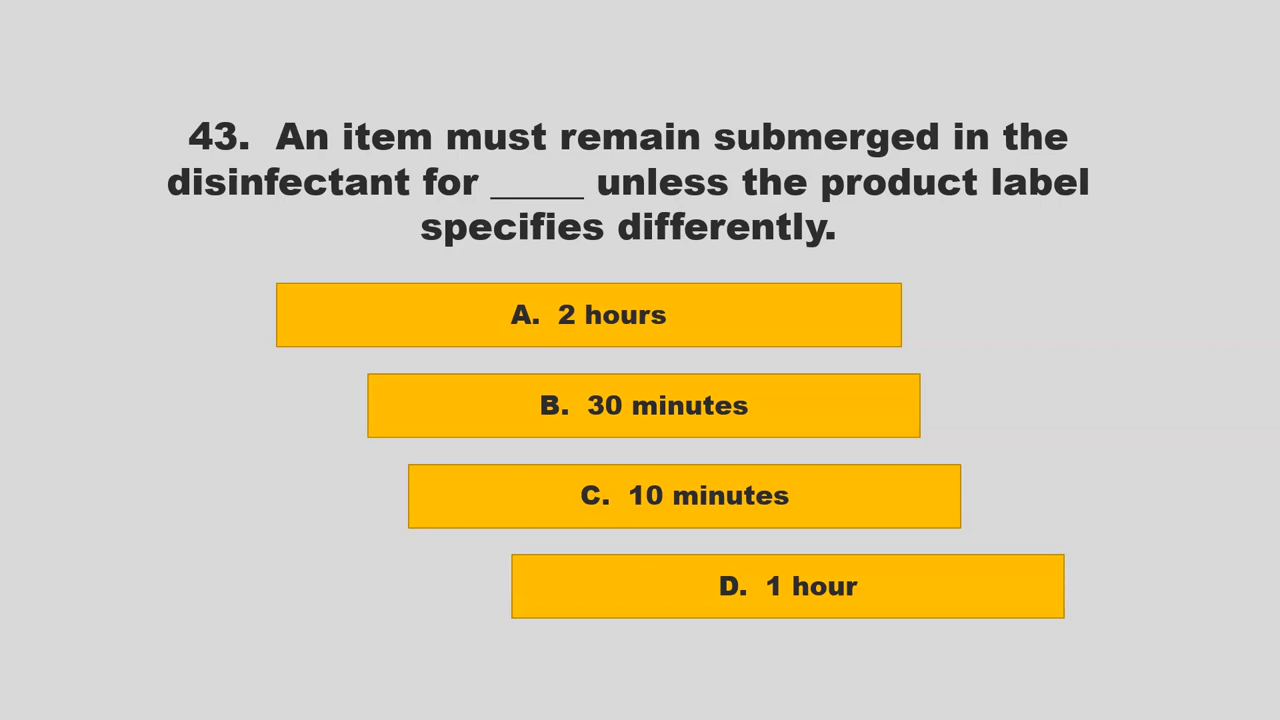 43.  An item must remain submerged in the
disinfectant for _____ unless the product label
specifies differently.
A.  2 hours
B.  30 minutes
C.  10 minutes
D.  1 hour